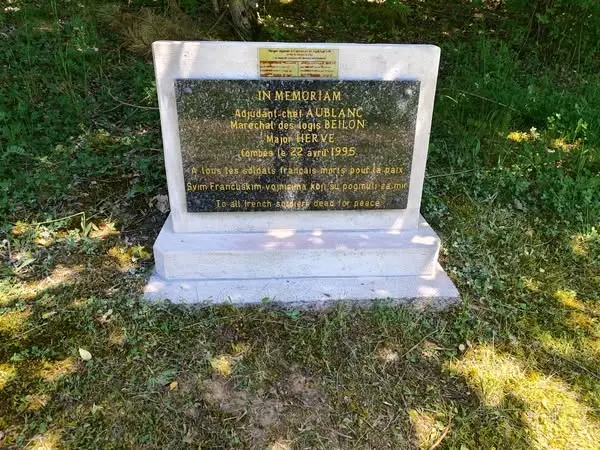 IN MEMORIAM
Adjudant-chef AUBLANC
Maréchal des logis BEILON
Major HERVE
tombés le 22 avril 1995
A tous les soldats français morts pour la paix
Svim Francuskim vojnicima koji su poginuli za mir
To all french soldiers dead for peace